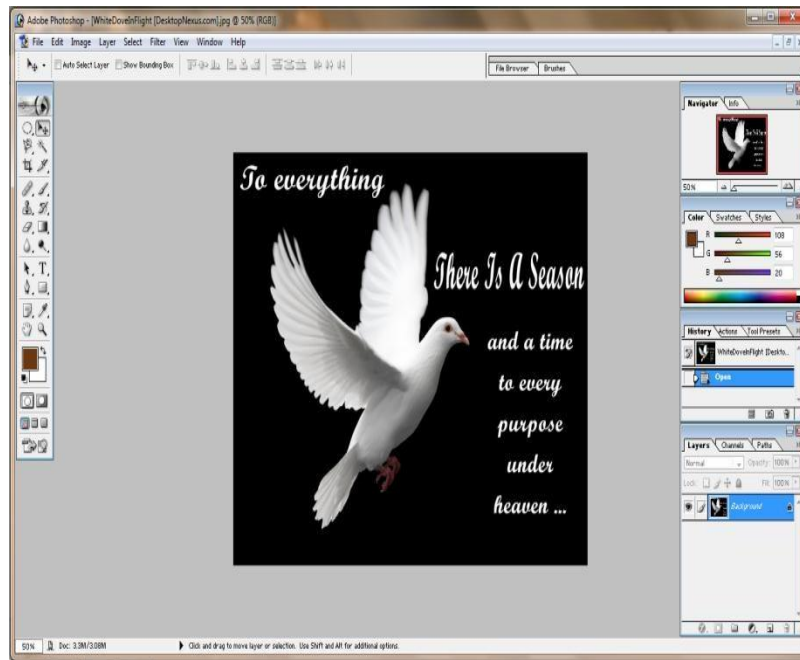 Adobe Photoshop - [WhiteDoveInFlight [DesktopNexus.com].jpg @ 50% (RGB)]
File Edit Image Layer Select Filter View Window Help
Auto Select Layer Show Bounding Box
File Browser Brushes
Navigator Info
50%
Color Swatches Styles
R 108
G 56
B 20
History Actions Tool Presets
WhiteDoveInFlight [Deskto...
Open
Layers Channels Paths
Normal Opacity: 100%
Lock: Fill: 100%
Background
To everything
There Is A Season
and a time
to every
purpose
under
heaven ...
50% Doc: 3.3M/3.08M Click and drag to move layer or selection. Use Shift and Alt for additional options.